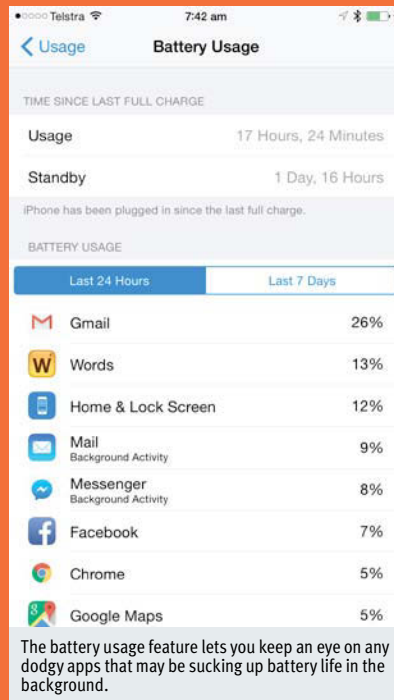 Telstra 7:42 am
Usage Battery Usage
TIME SINCE LAST FULL CHARGE
Usage 17 Hours, 24 Minutes
Standby 1 Day, 16 Hours
iPhone has been plugged in since the last full charge.
BATTERY USAGE
Last 24 Hours Last 7 Days
Gmail 26%
W Words 13%
Home & Lock Screen 12%
Mail 9%
Background Activity
Messenger 8%
Background Activity
Facebook 7%
Chrome 5%
Google Maps 5%
The battery usage feature lets you keep an eye on any
dodgy apps that may be sucking up battery life in the
background.